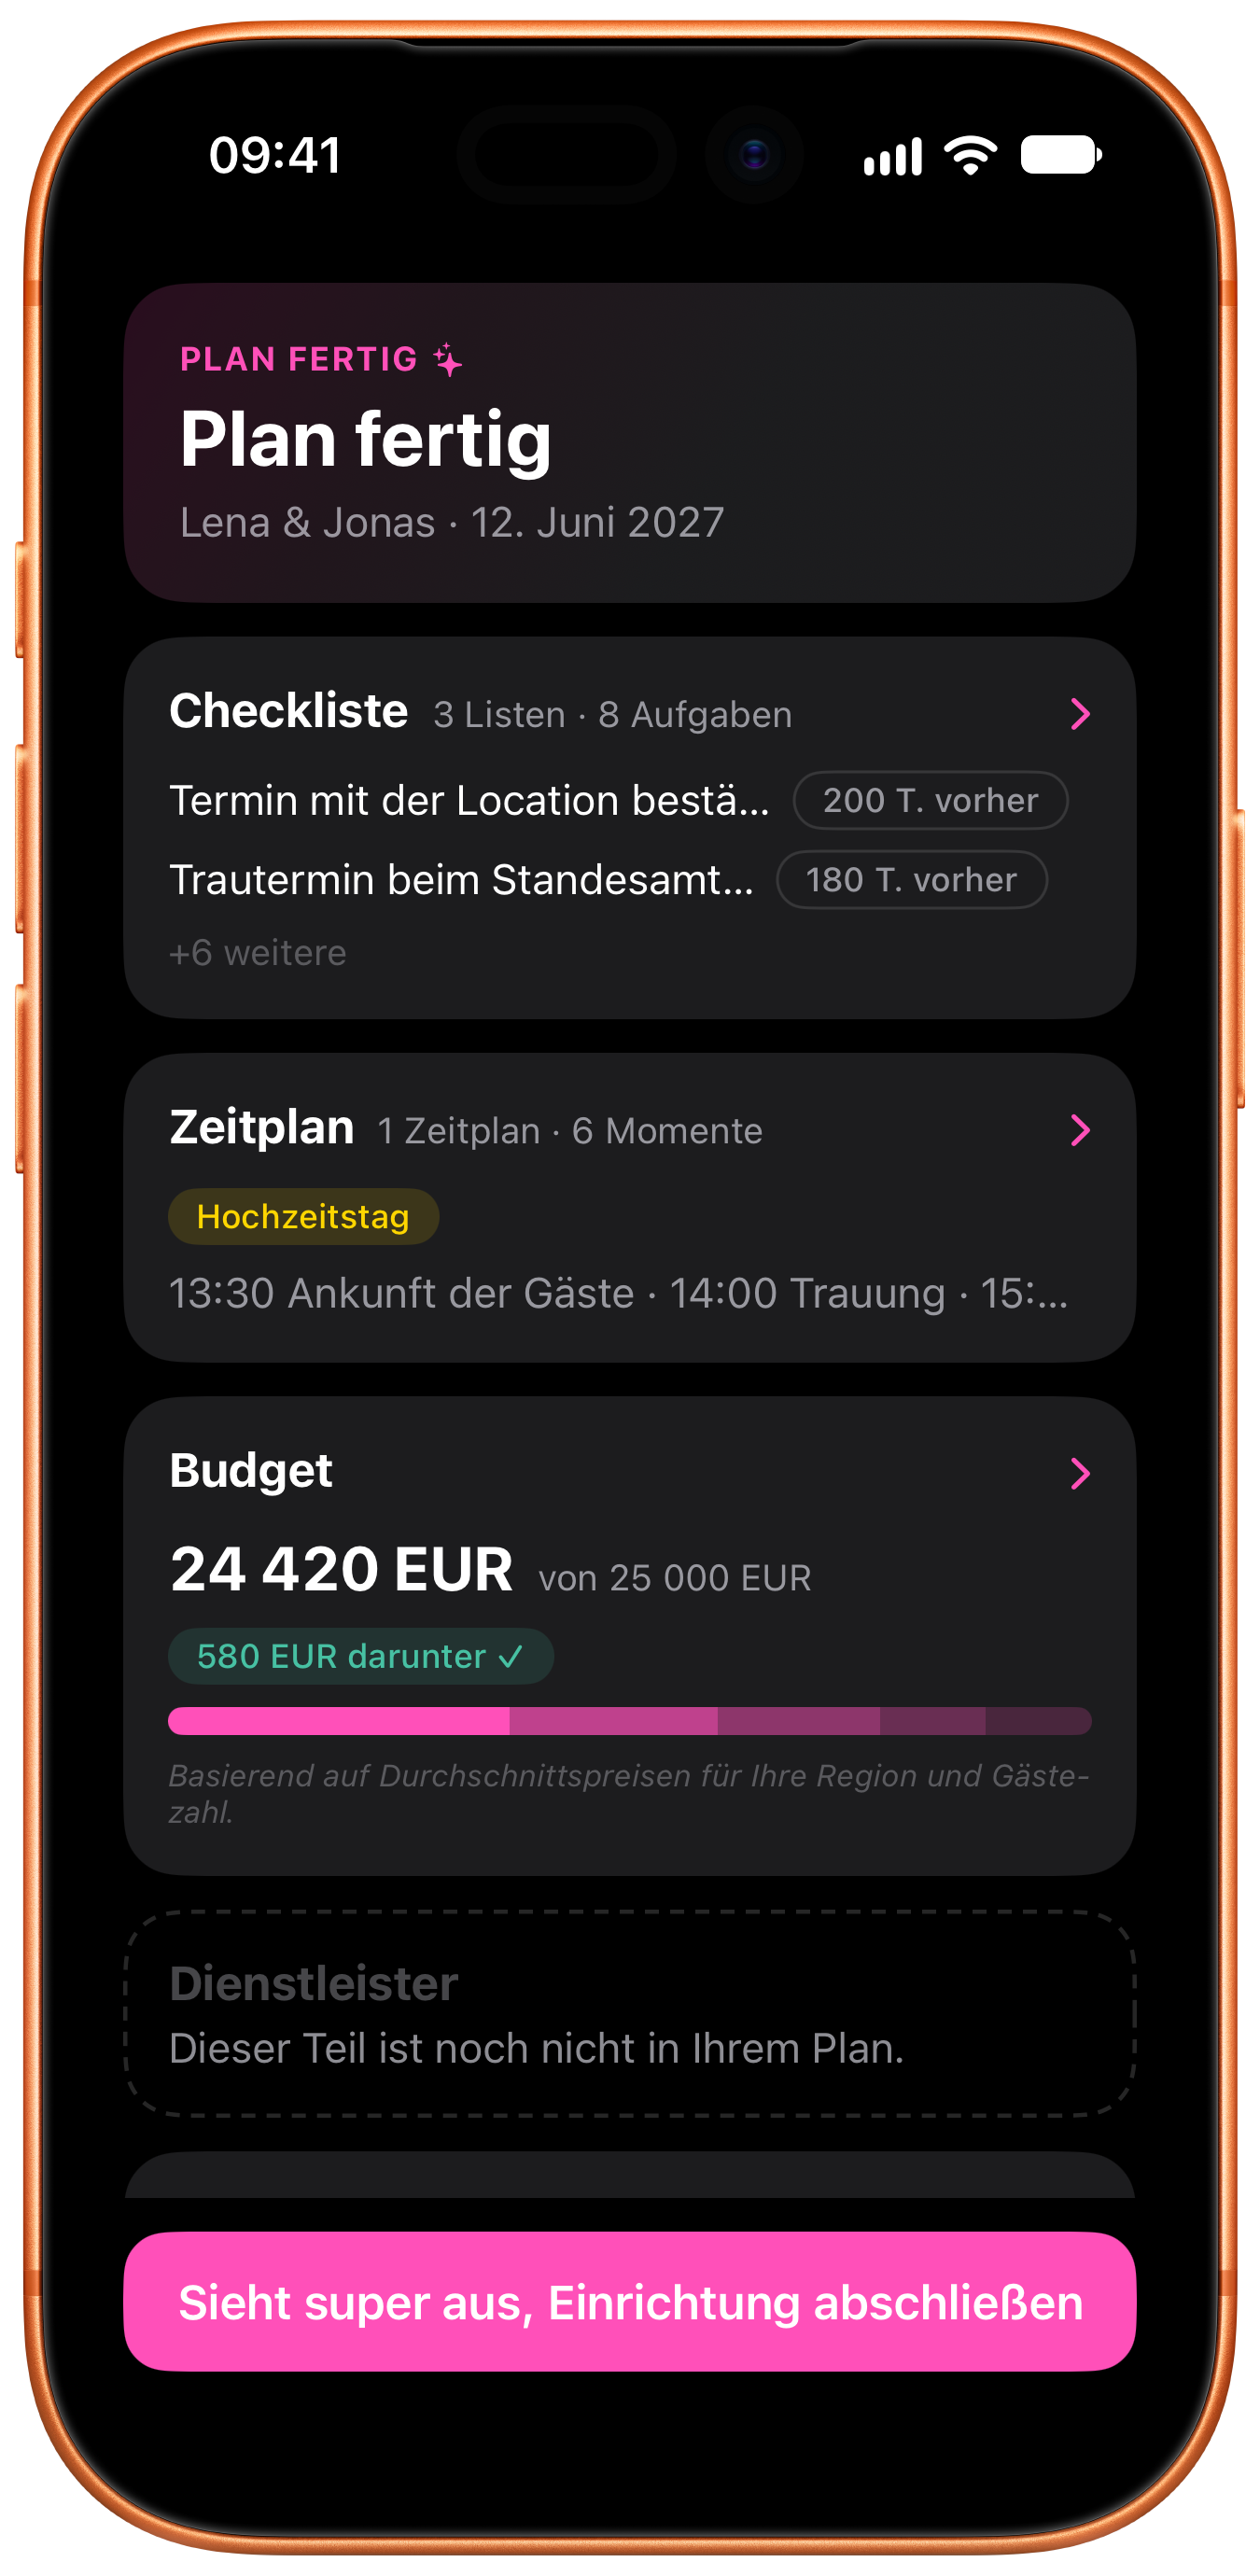 09:41
PLAN FERTIG
Plan fertig
Lena & Jonas · 12. Juni 2027
Checkliste 3 Listen · 8 Aufgaben
Termin mit der Location bestä... 200 T. vorher
Trautermin beim Standesamt... 180 T. vorher
+6 weitere
Zeitplan 1 Zeitplan · 6 Momente
Hochzeitstag
13:30 Ankunft der Gäste · 14:00 Trauung · 15:...
Budget
24 420 EUR von 25 000 EUR
580 EUR darunter ✓
Basierend auf Durchschnittspreisen für Ihre Region und Gäste-
zahl.
Dienstleister
Dieser Teil ist noch nicht in Ihrem Plan.
Sieht super aus, Einrichtung abschließen